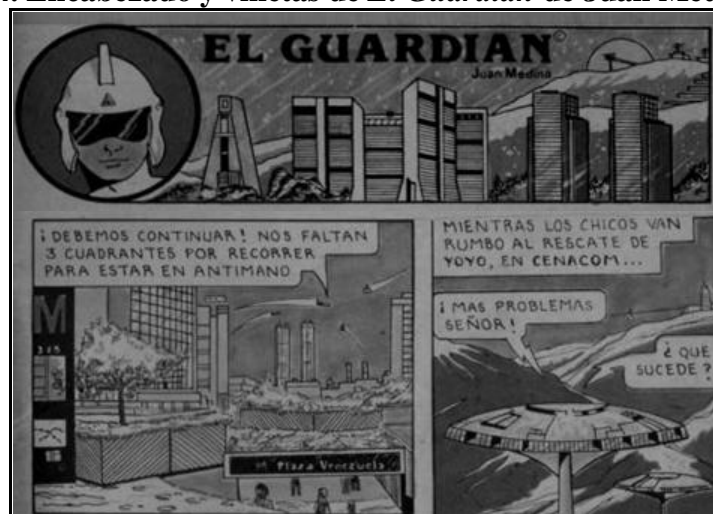 Encabezado y viñetas de El Guardián de Juan Med
EL GUARDIAN©
Juan Medina
¡DEBEMOS CONTINUAR! NOS FALTAN
3 CUADRANTES POR RECORRER
PARA ESTAR EN ANTIMANO
M
315
M Plaza Venezuela
MIENTRAS LOS CHICOS VAN
RUMBO AL RESCATE DE
YOYO, EN CENACOM...
¡MAS PROBLEMAS
SEÑOR!
¿QUE
SUCEDE?